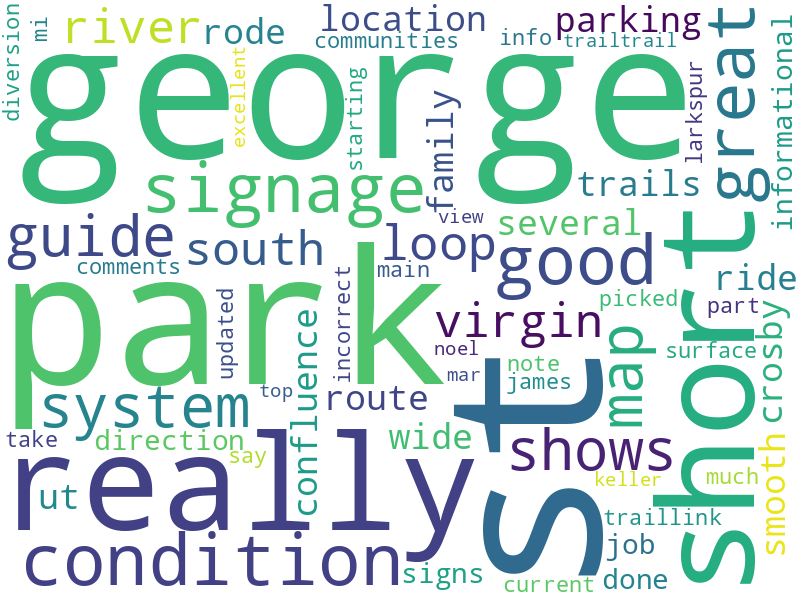 diversion
mi
river
rode
location
communities
info
parking
trailtrail
george
excellent
starting
family
larkspur
great
informational
signage
trails
guide
south
loop
view
several
good
short
comments
main
ride
park
updated
confluence
incorrect
virgin
picked
part
map
crosby
noel
note
surface
st
mar
james
top
system
route
take
direction
wide
say
really
shows
smooth
keller
much
ut
traillink
condition
signs
job
current
done